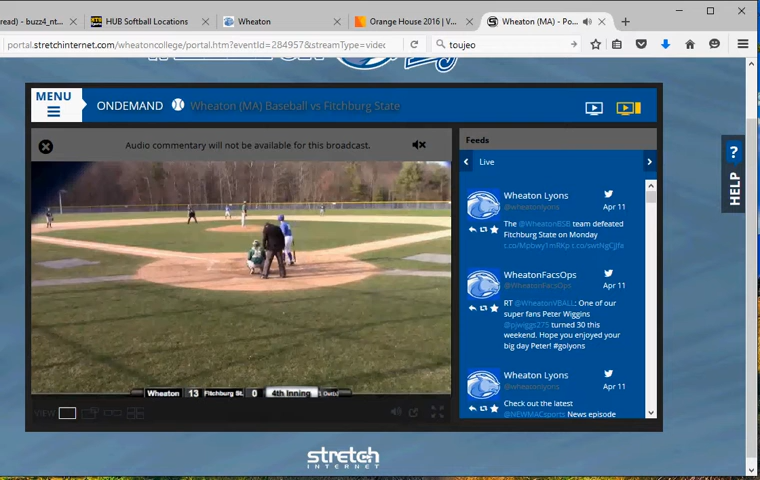 read) - buzz4_nt...
HUB Softball Locations
Wheaton
Orange House 2016 | V...
Wheaton (MA) - Po...
portal.stretchinternet.com/wheatoncollege/portal.htm?eventId=284957&streamType=video
toujeo
MENU
ONDEMAND
Wheaton (MA) Baseball vs Fitchburg State
Audio commentary will not be available for this broadcast.
Feeds
Live
? HELP
Wheaton Lyons
@wheatonlyons
Apr 11
The @WheatonBSB team defeated
Fitchburg State on Monday
WheatonFacsOps
@WheatonFacsOps
Apr 11
RT @WheatonVBALL: One of our
super fans Peter Wiggins
@pjwiggs275 turned 30 this
weekend. Hope you enjoyed your
big day Peter! #golyons
Wheaton Lyons
@wheatonlyons
Apr 11
Check out the latest
@NEWMACsports News episode
Wheaton 13 Fitchburg St. 0 4th Inning
VIEW
stretch
INTERNET